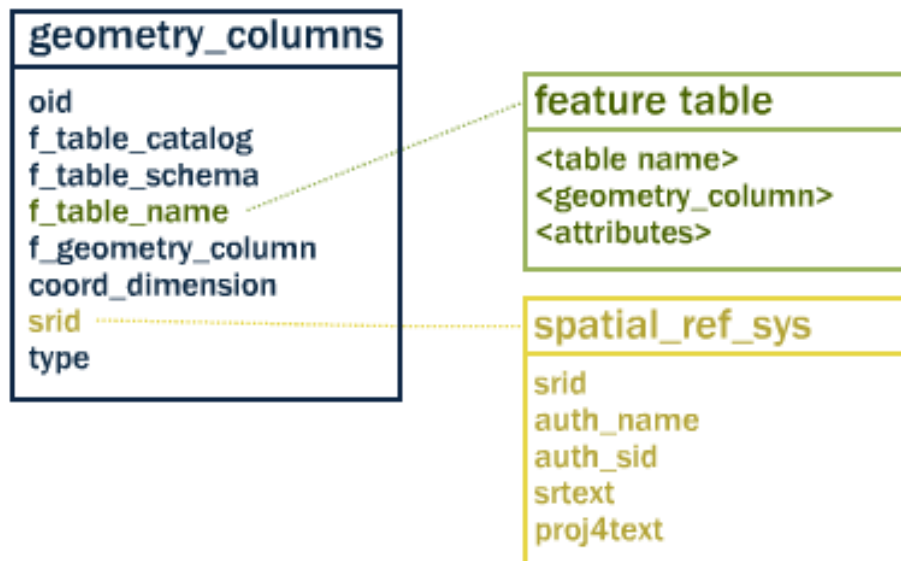 geometry_columns
oid
f_table_catalog
f_table_schema
f_table_name
f_geometry_column
coord_dimension
srid
type
feature table
<table name>
<geometry_column>
<attributes>
spatial_ref_sys
srid
auth_name
auth_sid
srtext
proj4text